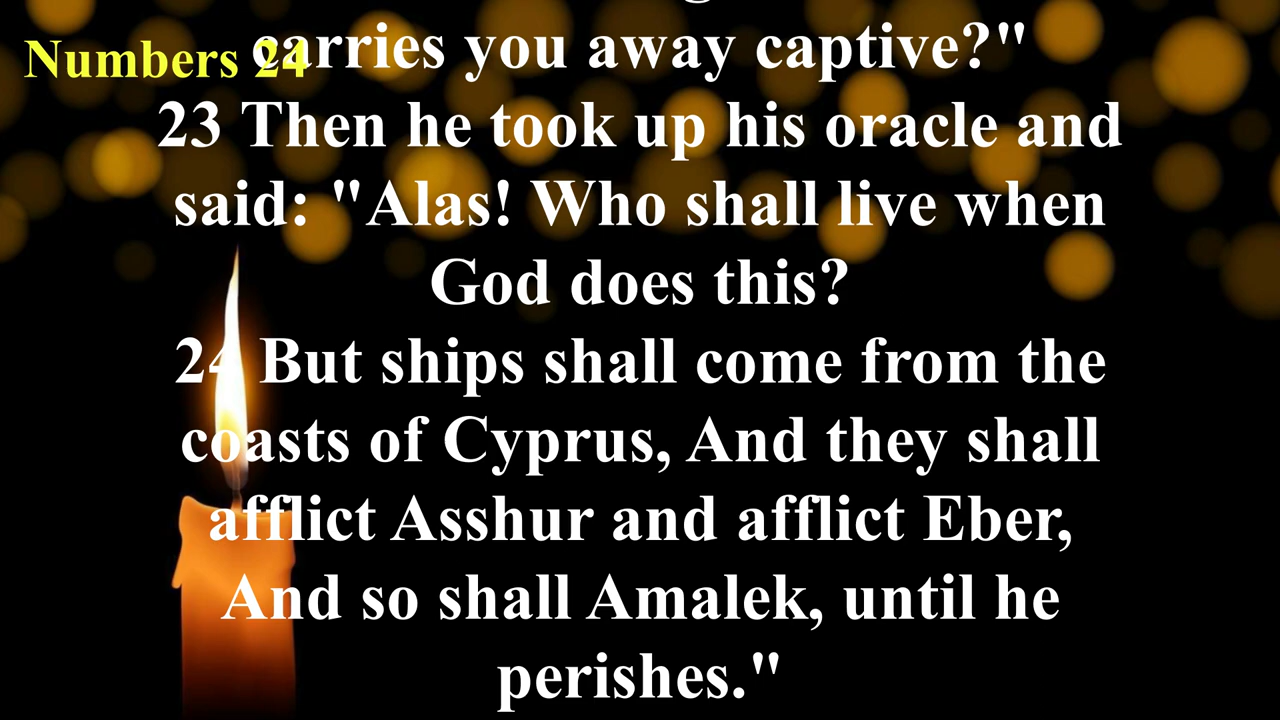 Numbers 24
carries you away captive?"
23 Then he took up his oracle and
said: "Alas! Who shall live when
God does this?
24 But ships shall come from the
coasts of Cyprus, And they shall
afflict Asshur and afflict Eber,
And so shall Amalek, until he
perishes."